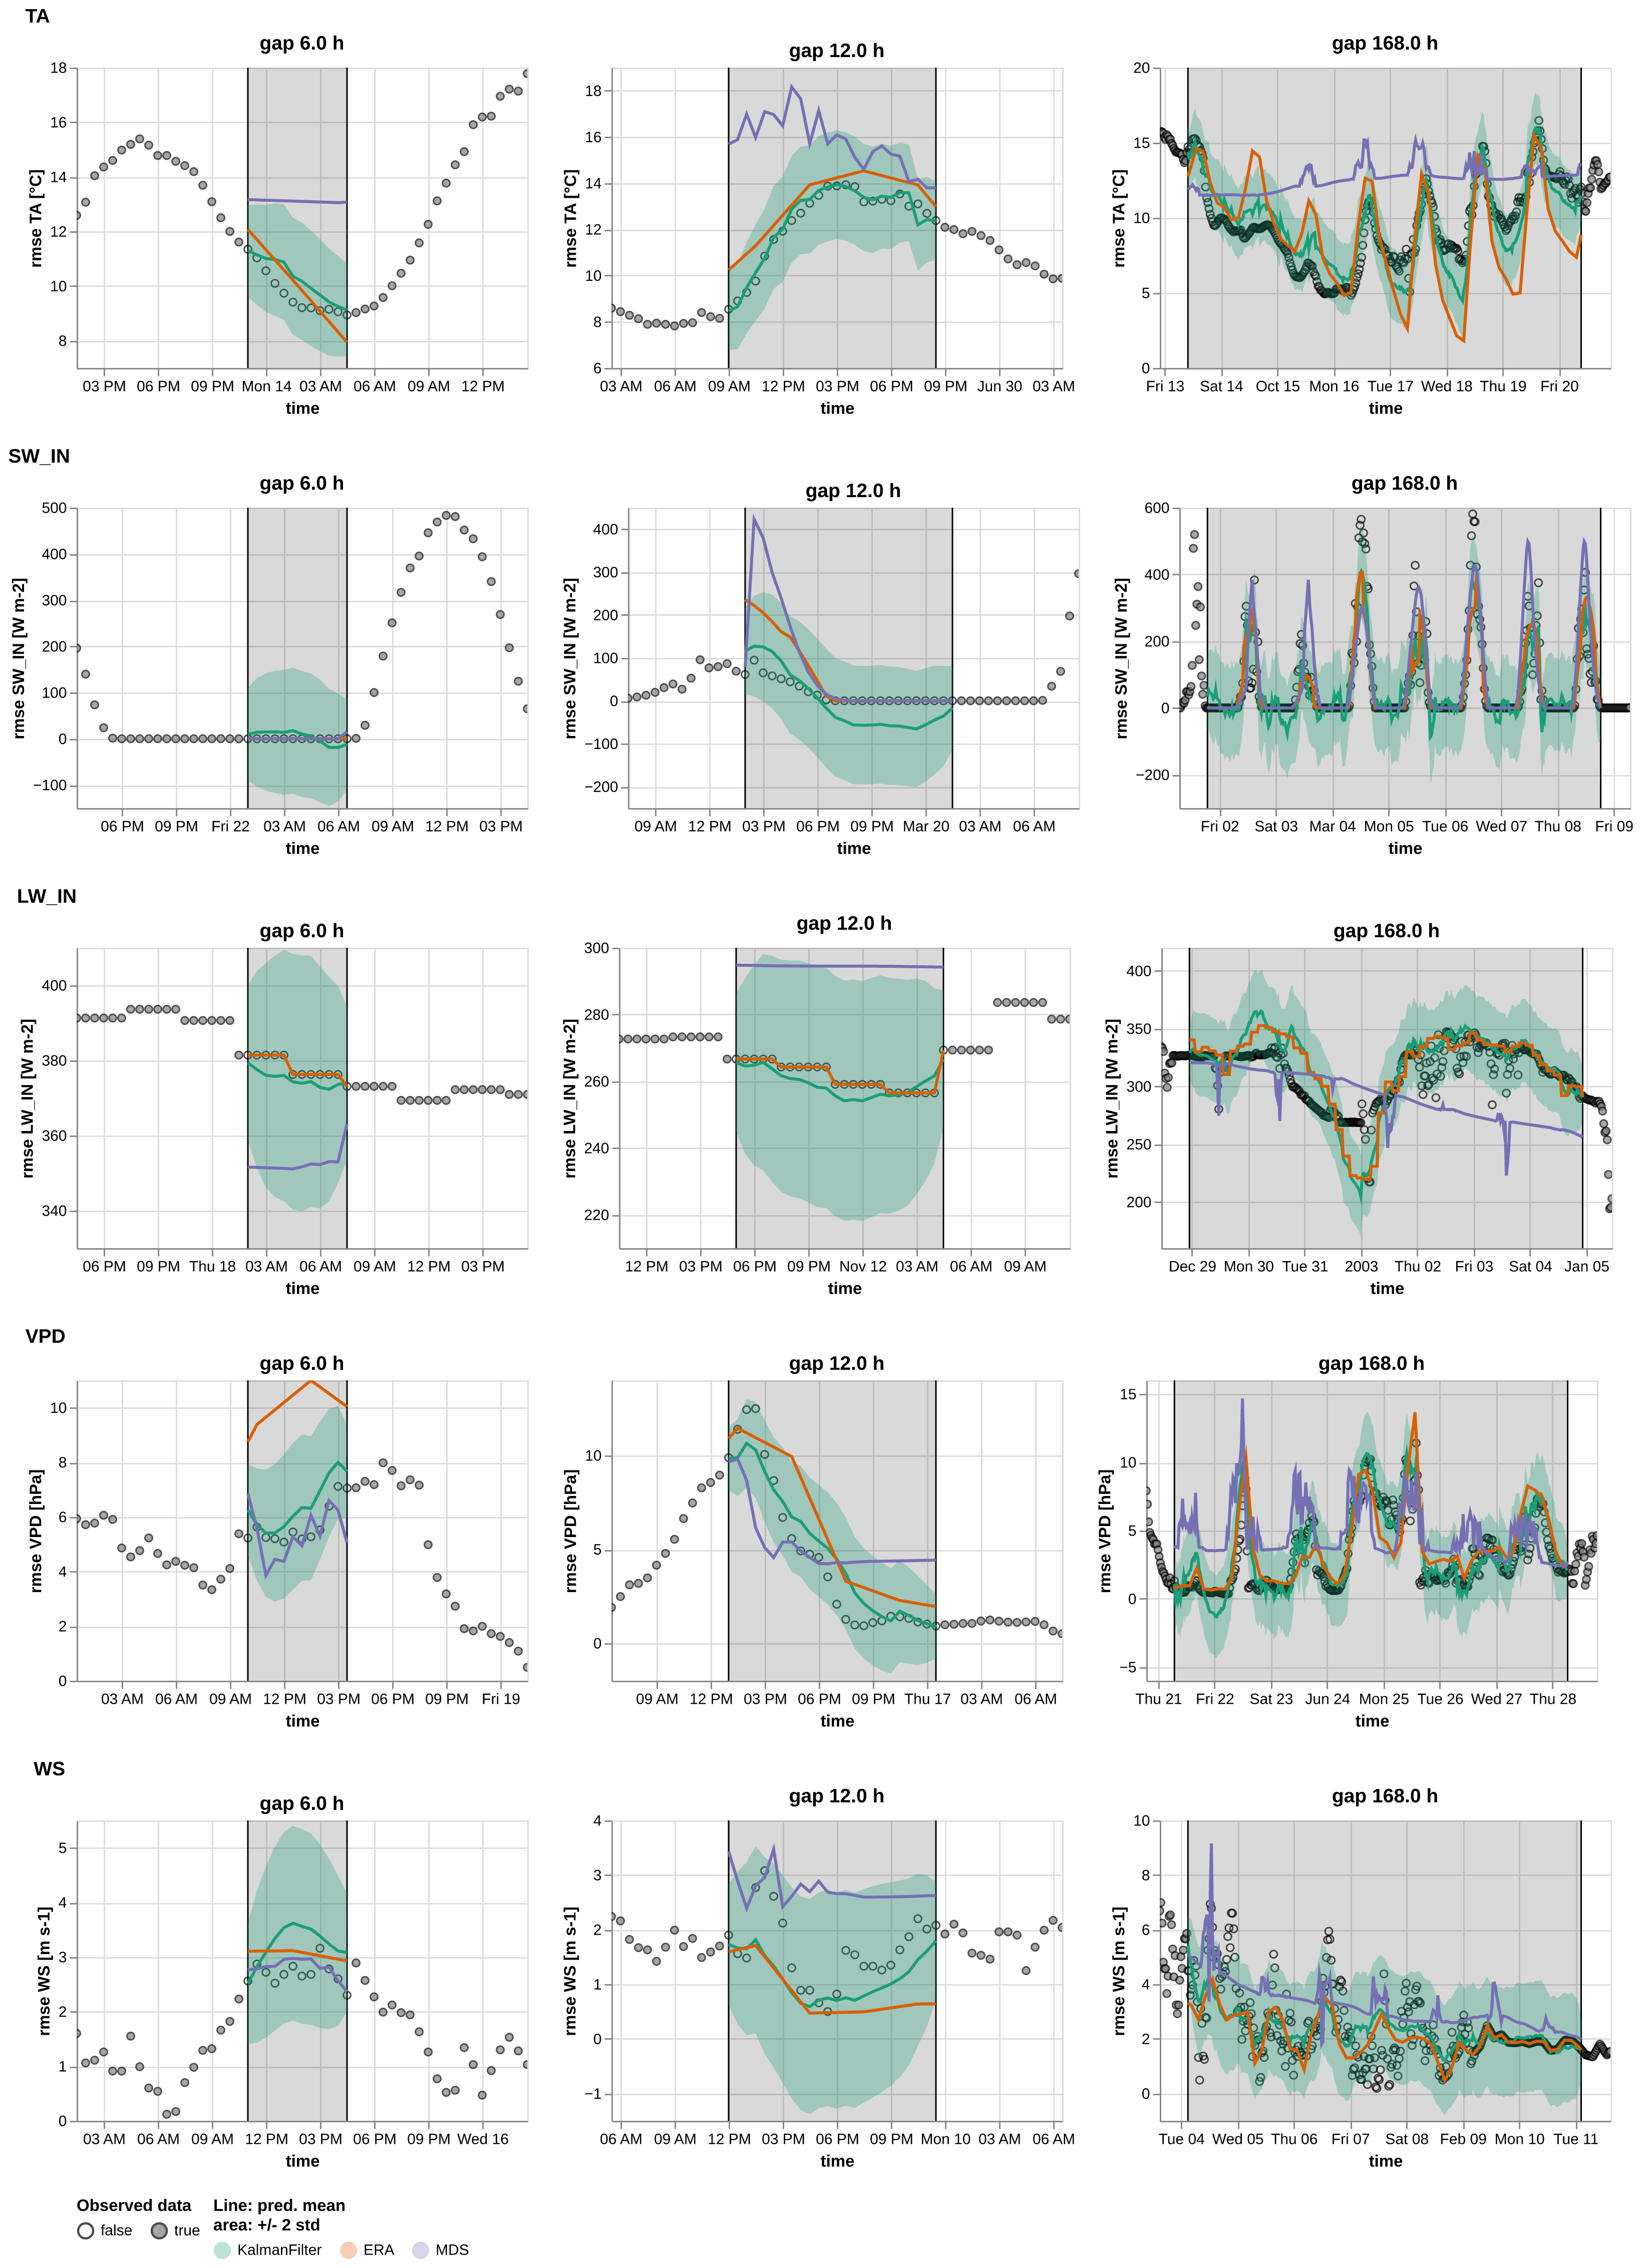 TA
gap 6.0 h
gap 12.0 h
gap 168.0 h
rmse TA [°C]
18
16
14
12
10
8
03 PM 06 PM 09 PM Mon 14 03 AM 06 AM 09 AM 12 PM
time
rmse TA [°C]
18
16
14
12
10
8
6
03 AM 06 AM 09 AM 12 PM 03 PM 06 PM 09 PM Jun 30 03 AM
time
rmse TA [°C]
20
15
10
5
0
Fri 13 Sat 14 Oct 15 Mon 16 Tue 17 Wed 18 Thu 19 Fri 20
time
SW_IN
gap 6.0 h
gap 12.0 h
gap 168.0 h
rmse SW_IN [W m-2]
500
400
300
200
100
0
−100
06 PM 09 PM Fri 22 03 AM 06 AM 09 AM 12 PM 03 PM
time
rmse SW_IN [W m-2]
400
300
200
100
0
−100
−200
09 AM 12 PM 03 PM 06 PM 09 PM Mar 20 03 AM 06 AM
time
rmse SW_IN [W m-2]
600
400
200
0
−200
Fri 02 Sat 03 Mar 04 Mon 05 Tue 06 Wed 07 Thu 08 Fri 09
time
LW_IN
gap 6.0 h
gap 12.0 h
gap 168.0 h
rmse LW_IN [W m-2]
400
380
360
340
06 PM 09 PM Thu 18 03 AM 06 AM 09 AM 12 PM 03 PM
time
rmse LW_IN [W m-2]
300
280
260
240
220
12 PM 03 PM 06 PM 09 PM Nov 12 03 AM 06 AM 09 AM
time
rmse LW_IN [W m-2]
400
350
300
250
200
Dec 29 Mon 30 Tue 31 2003 Thu 02 Fri 03 Sat 04 Jan 05
time
VPD
gap 6.0 h
gap 12.0 h
gap 168.0 h
rmse VPD [hPa]
10
8
6
4
2
0
03 AM 06 AM 09 AM 12 PM 03 PM 06 PM 09 PM Fri 19
time
rmse VPD [hPa]
10
5
0
09 AM 12 PM 03 PM 06 PM 09 PM Thu 17 03 AM 06 AM
time
rmse VPD [hPa]
15
10
5
0
−5
Thu 21 Fri 22 Sat 23 Jun 24 Mon 25 Tue 26 Wed 27 Thu 28
time
WS
gap 6.0 h
gap 12.0 h
gap 168.0 h
rmse WS [m s-1]
5
4
3
2
1
0
03 AM 06 AM 09 AM 12 PM 03 PM 06 PM 09 PM Wed 16
time
rmse WS [m s-1]
4
3
2
1
0
−1
06 AM 09 AM 12 PM 03 PM 06 PM 09 PM Mon 10 03 AM 06 AM
time
rmse WS [m s-1]
10
8
6
4
2
0
Tue 04 Wed 05 Thu 06 Fri 07 Sat 08 Feb 09 Mon 10 Tue 11
time
Observed data
false true
Line: pred. mean
area: +/- 2 std
KalmanFilter ERA MDS